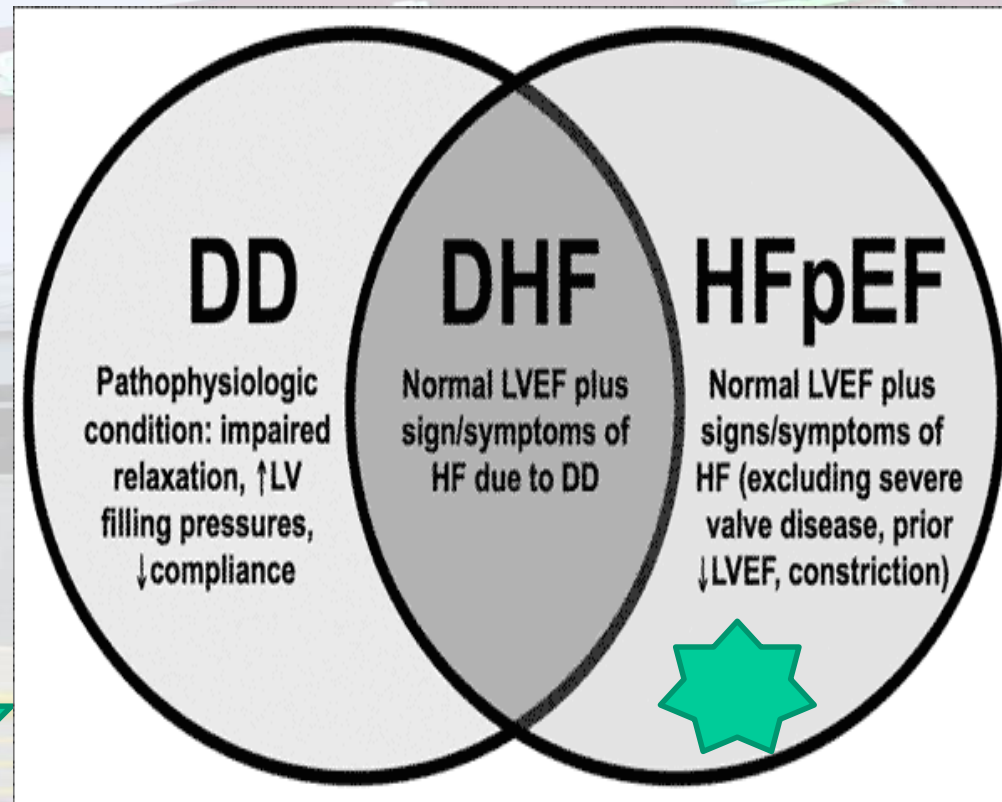 DD
Pathophysiologic
condition: impaired
relaxation, ↑LV
filling pressures,
↓compliance
DHF
Normal LVEF plus
sign/symptoms of
HF due to DD
HFpEF
Normal LVEF plus
signs/symptoms of
HF (excluding severe
valve disease, prior
↓LVEF, constriction)